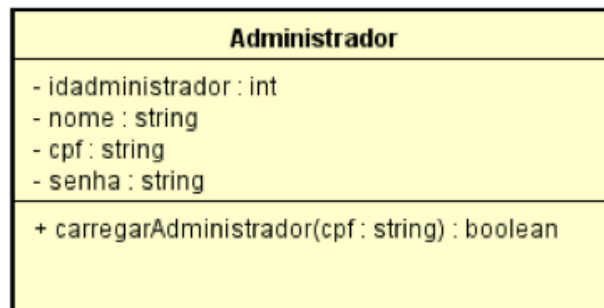 Administrador
- idadministrador : int
- nome : string
- cpf : string
- senha : string
+ carregarAdministrador(cpf : string) : boolean